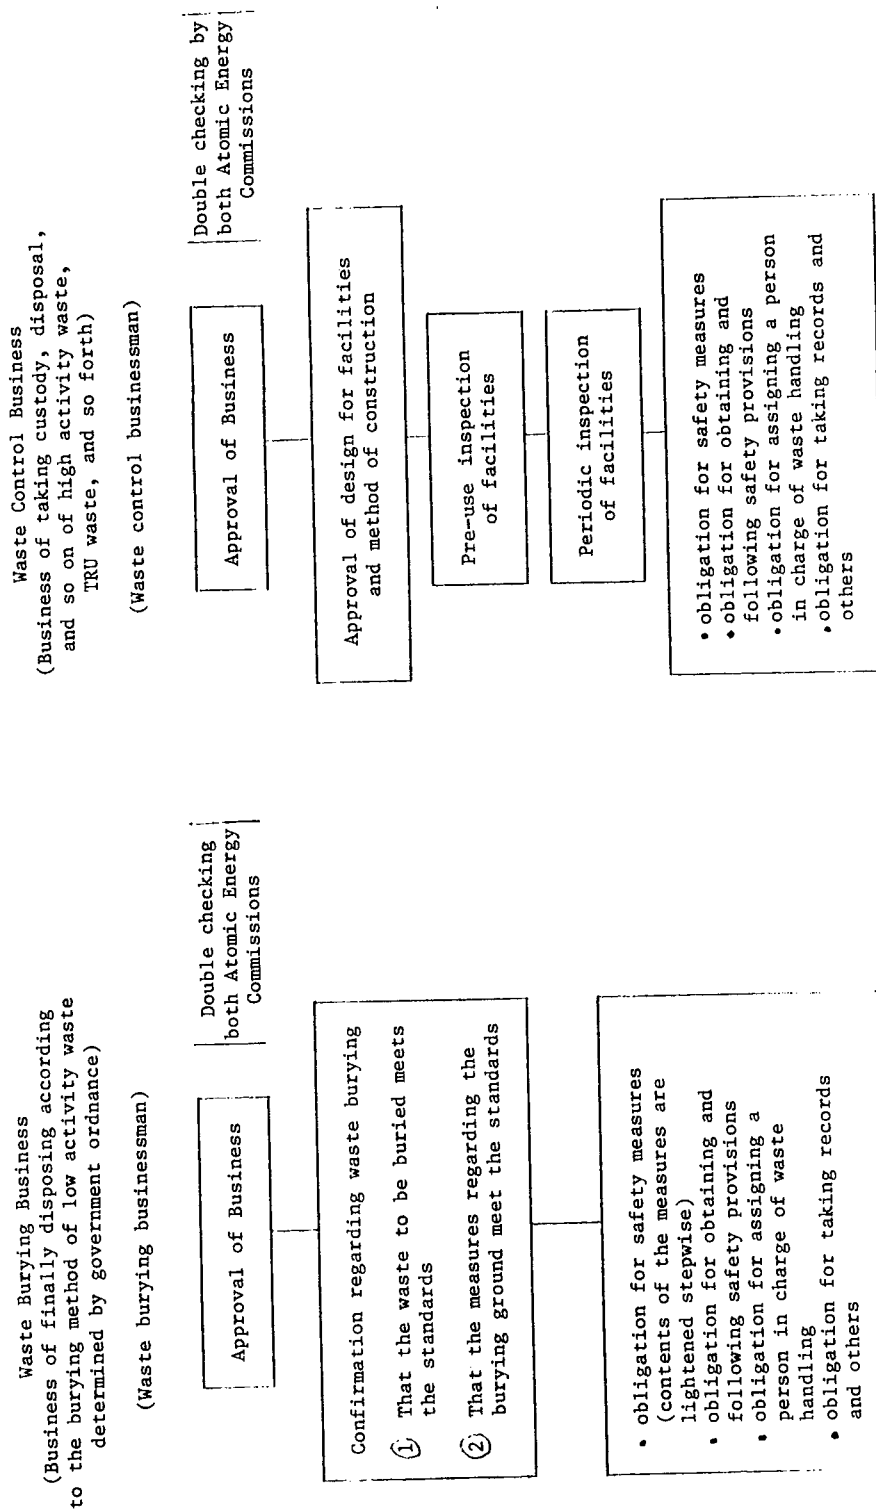 Waste Burying Business
(Business of finally disposing according
to the burying method of low activity waste
determined by government ordnance)
(Waste burying businessman)
Approval of Business
Double checking
both Atomic Energy
Commissions
Confirmation regarding waste burying
① That the waste to be buried meets
the standards
② That the measures regarding the
burying ground meet the standards
• obligation for safety measures
(contents of the measures are
lightened stepwise)
• obligation for obtaining and
following safety provisions
• obligation for assigning a
person in charge of waste
handling
• obligation for taking records
and others
Waste Control Business
(Business of taking custody, disposal,
and so on of high activity waste,
TRU waste, and so forth)
(Waste control businessman)
Approval of Business
Double checking by
both Atomic Energy
Commissions
Approval of design for facilities
and method of construction
Pre-use inspection
of facilities
Periodic inspection
of facilities
• obligation for safety measures
• obligation for obtaining and
following safety provisions
• obligation for assigning a person
in charge of waste handling
• obligation for taking records and
others